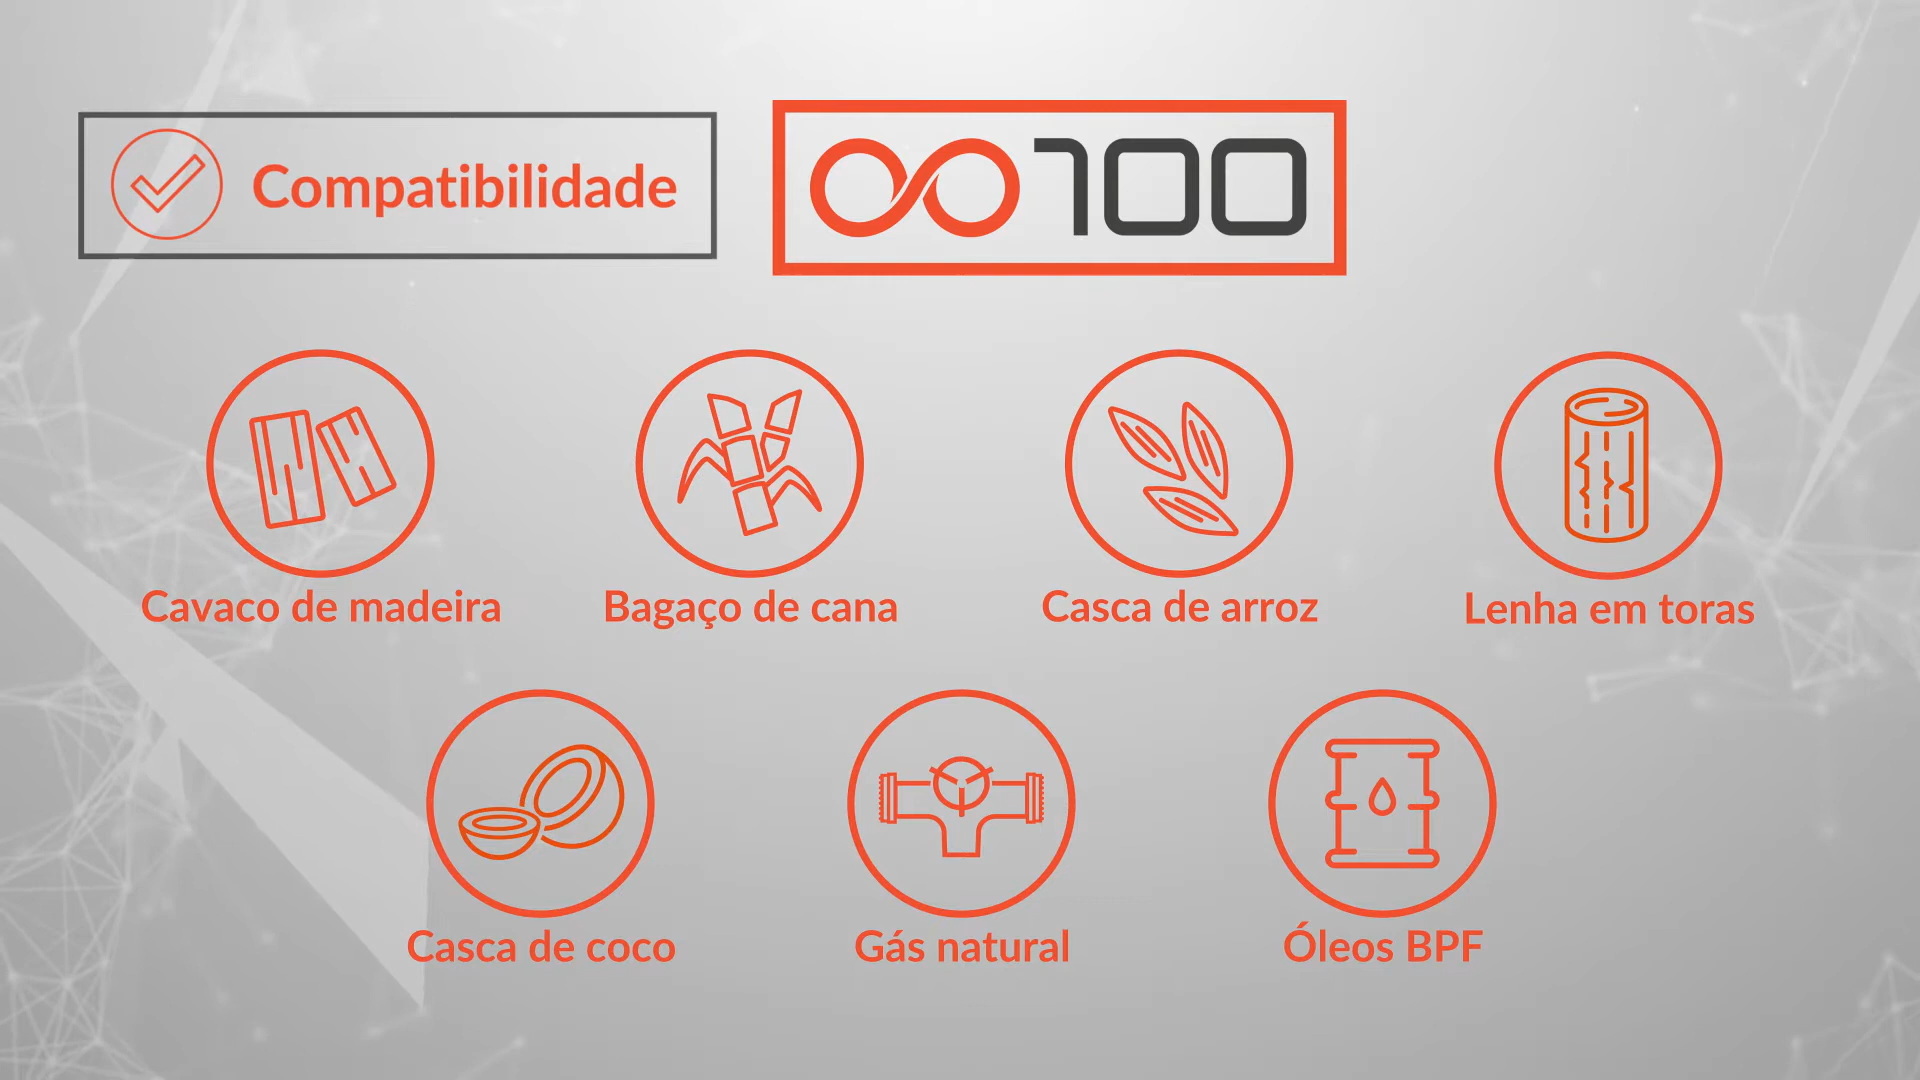 Compatibilidade
∞100
Cavaco de madeira
Bagaço de cana
Casca de arroz
Lenha em toras
Casca de coco
Gás natural
Óleos BPF